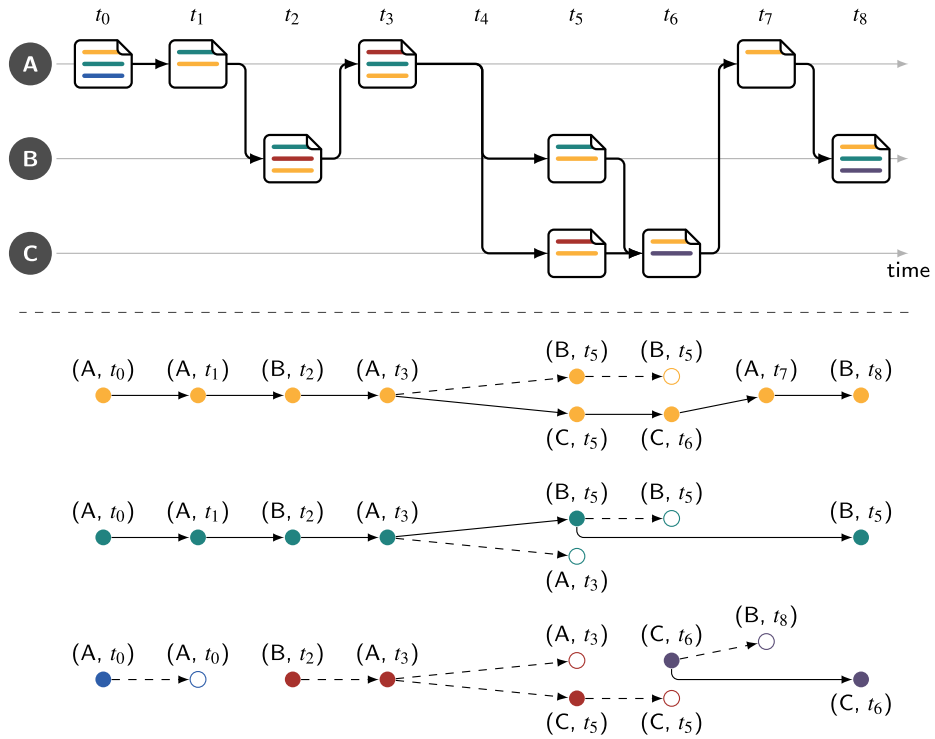 t0 t1 t2 t3 t4 t5 t6 t7 t8
A
B
C
time
(B, t5) (B, t5)
(A, t0) (A, t1) (B, t2) (A, t3) (A, t7) (B, t8)
(C, t5) (C, t6)
(B, t5) (B, t5)
(A, t0) (A, t1) (B, t2) (A, t3) (B, t5)
(A, t3)
(B, t8)
(A, t3) (C, t6)
(A, t0) (A, t0) (B, t2) (A, t3)
(C, t5) (C, t5) (C, t6)